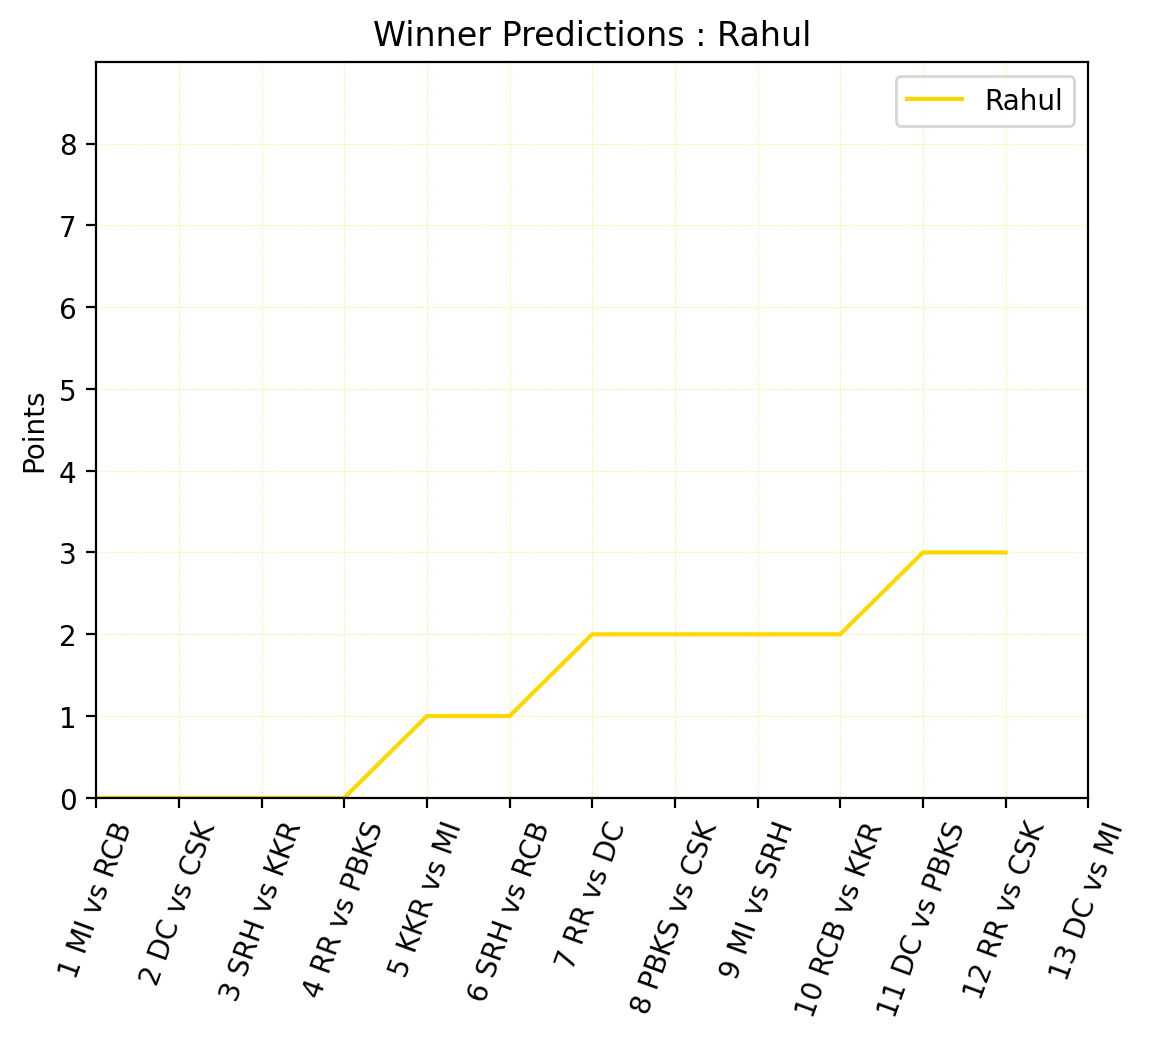 Winner Predictions : Rahul
Rahul
8
7
6
5
4
3
2
1
0
Points
1 MI vs RCB
2 DC vs CSK
3 SRH vs KKR
4 RR vs PBKS
5 KKR vs MI
6 SRH vs RCB
7 RR vs DC
8 PBKS vs CSK
9 MI vs SRH
10 RCB vs KKR
11 DC vs PBKS
12 RR vs CSK
13 DC vs MI